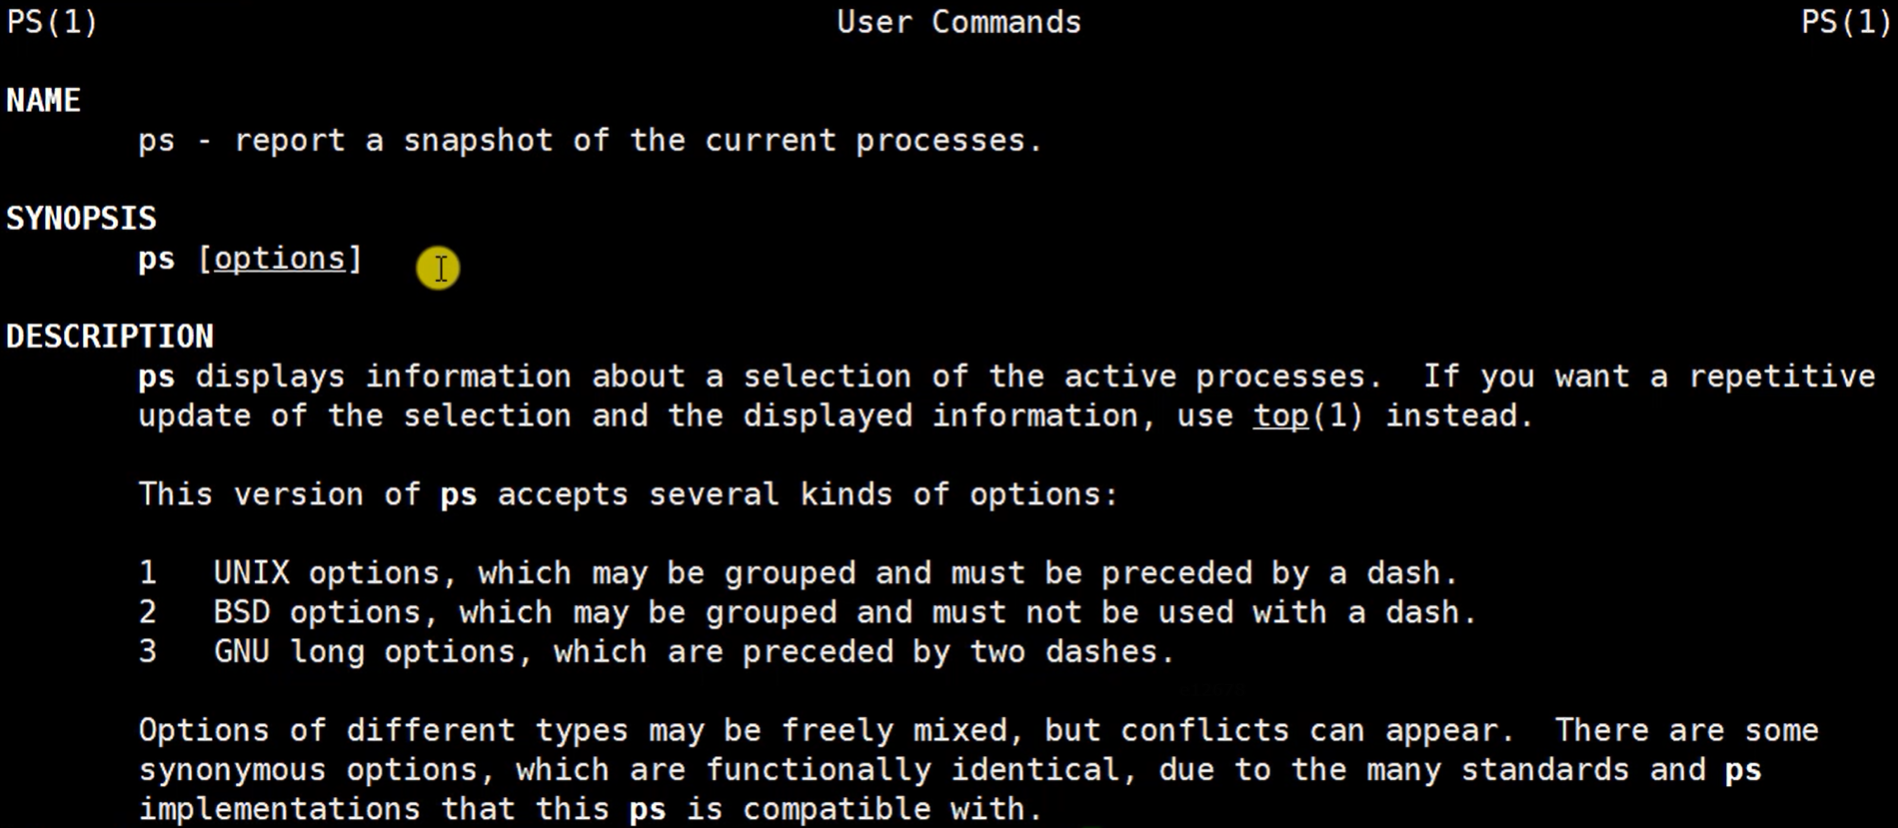 PS(1) User Commands PS(1)
NAME
ps - report a snapshot of the current processes.
SYNOPSIS
ps [options]
DESCRIPTION
ps displays information about a selection of the active processes. If you want a repetitive
update of the selection and the displayed information, use top(1) instead.
This version of ps accepts several kinds of options:
1 UNIX options, which may be grouped and must be preceded by a dash.
2 BSD options, which may be grouped and must not be used with a dash.
3 GNU long options, which are preceded by two dashes.
Options of different types may be freely mixed, but conflicts can appear. There are some
synonymous options, which are functionally identical, due to the many standards and ps
implementations that this ps is compatible with.